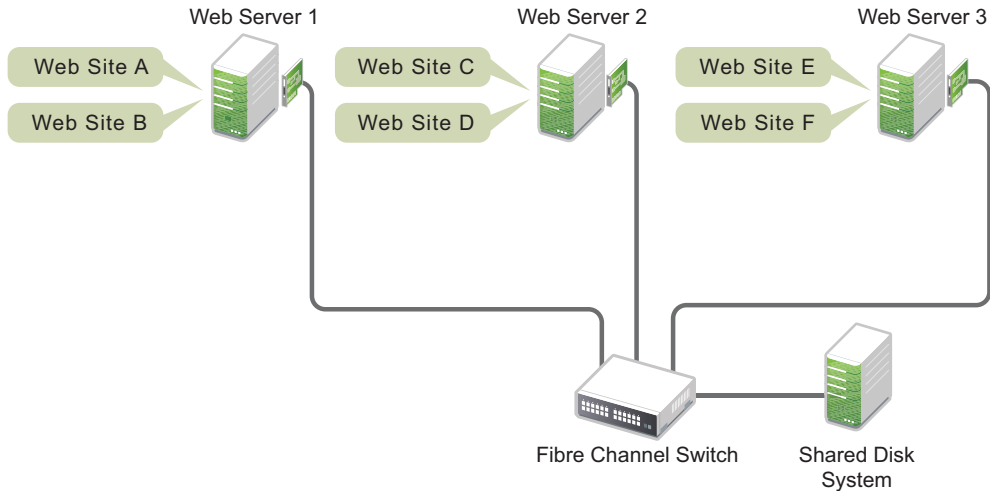 Web Server 1
Web Server 2
Web Server 3
Web Site A
Web Site C
Web Site E
Web Site B
Web Site D
Web Site F
Fibre Channel Switch
Shared Disk
System